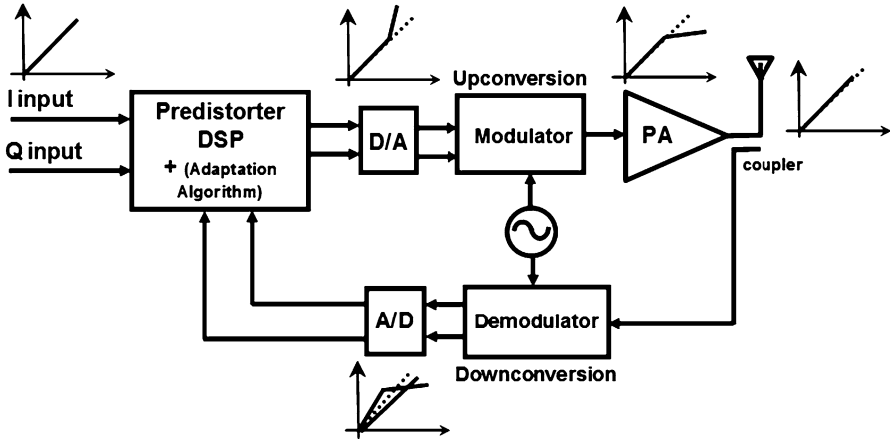 I input
Q input
Predistorter
DSP
+ (Adaptation
Algorithm)
D/A
Upconversion
Modulator
PA
coupler
A/D
Demodulator
Downconversion